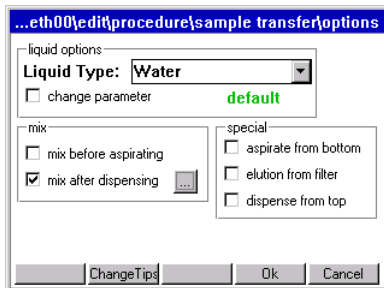 ...eth00\edit\procedure\sample transfer\options
liquid options
Liquid Type: Water
change parameter default
mix
mix before aspirating
mix after dispensing ...
special
aspirate from bottom
elution from filter
dispense from top
ChangeTips Ok Cancel